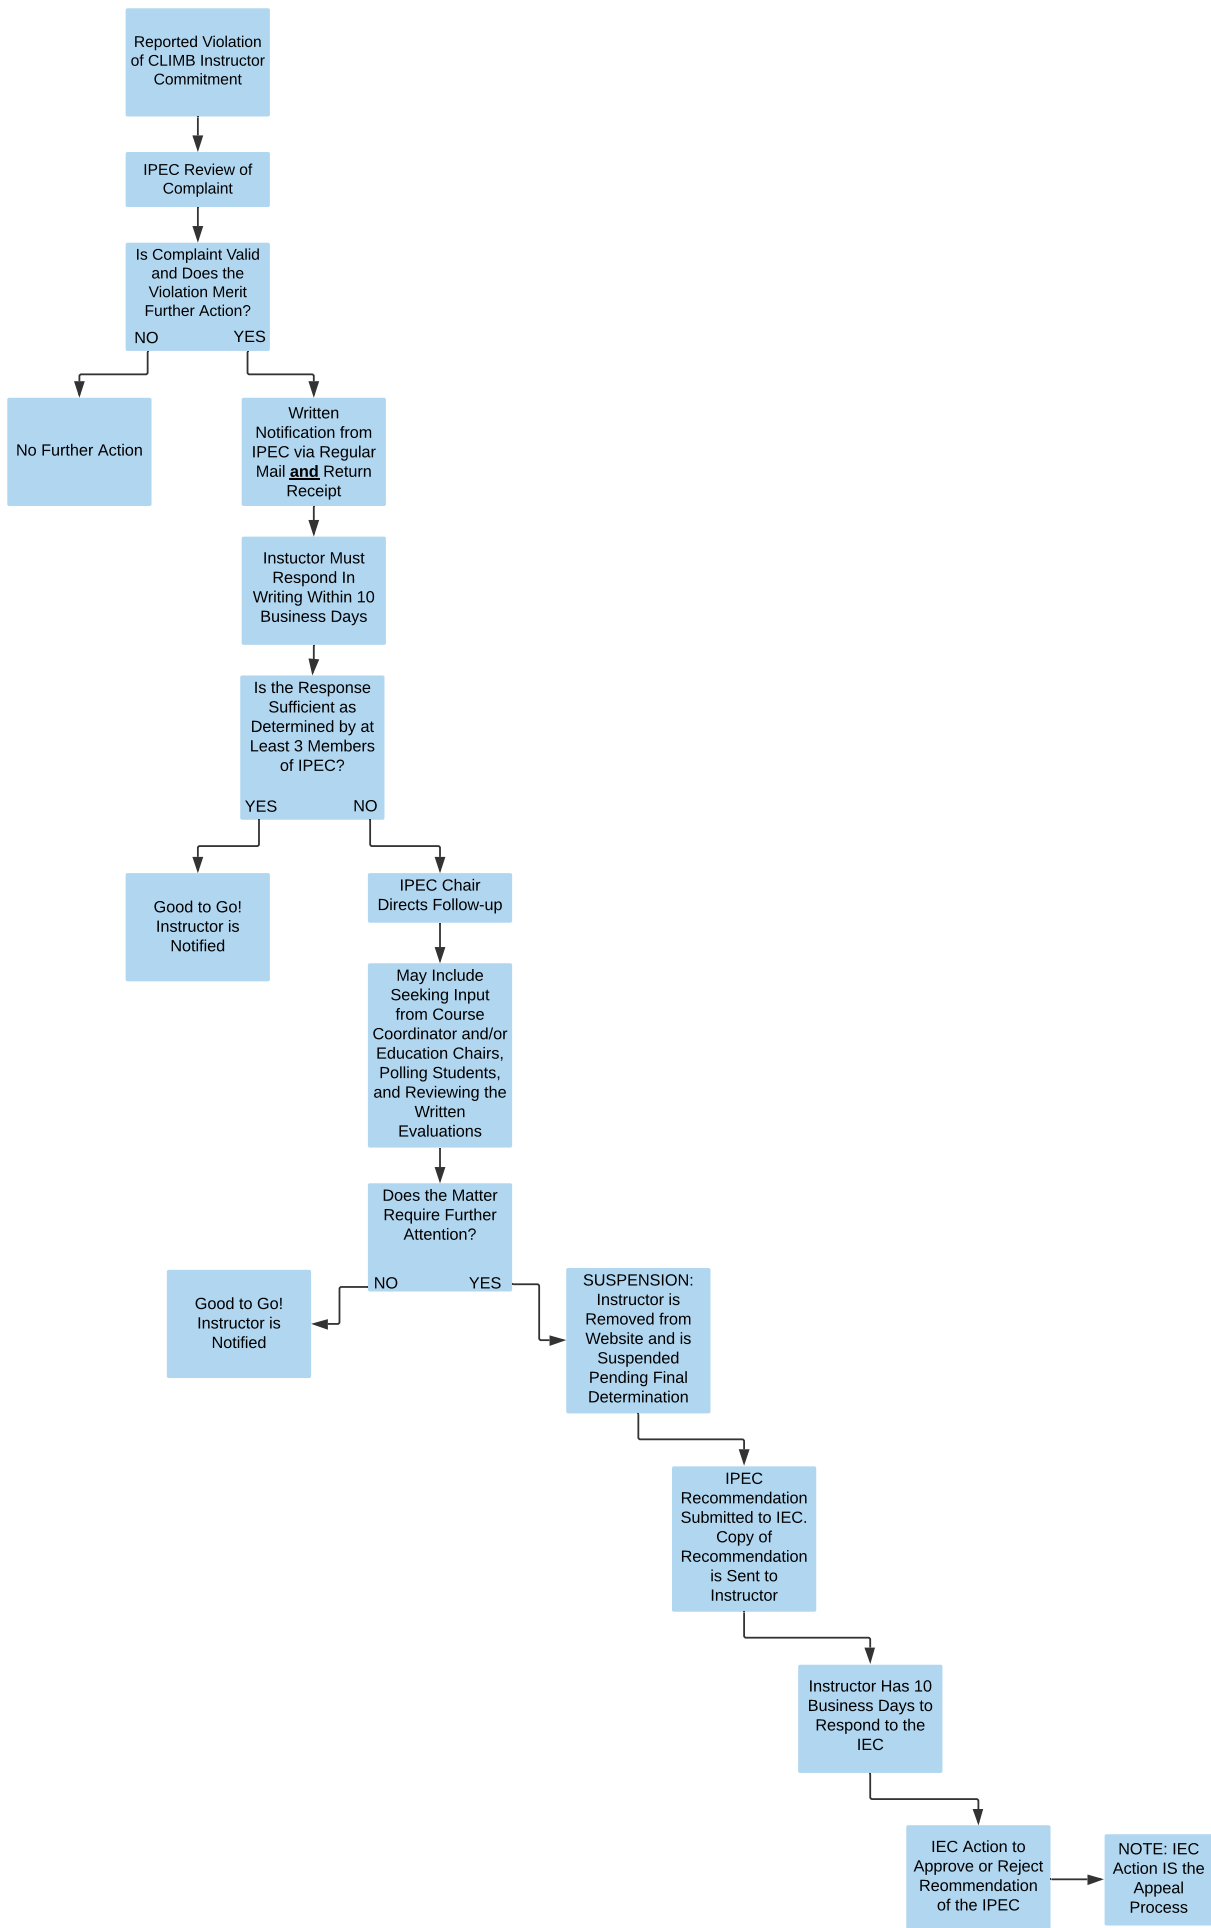 Reported Violation
of CLIMB Instructor
Commitment
IPEC Review of
Complaint
Is Complaint Valid
and Does the
Violation Merit
Further Action?
NO
YES
No Further Action
Written
Notification from
IPEC via Regular
Mail and Return
Receipt
Instuctor Must
Respond In
Writing Within 10
Business Days
Is the Response
Sufficient as
Determined by at
Least 3 Members
of IPEC?
YES
NO
Good to Go!
Instructor is
Notified
IPEC Chair
Directs Follow-up
May Include
Seeking Input
from Course
Coordinator and/or
Education Chairs,
Polling Students,
and Reviewing the
Written
Evaluations
Does the Matter
Require Further
Attention?
NO
YES
Good to Go!
Instructor is
Notified
SUSPENSION:
Instructor is
Removed from
Website and is
Suspended
Pending Final
Determination
IPEC
Recommendation
Submitted to IEC.
Copy of
Recommendation
is Sent to
Instructor
Instructor Has 10
Business Days to
Respond to the
IEC
IEC Action to
Approve or Reject
Reommendation
of the IPEC
NOTE: IEC
Action IS the
Appeal
Process